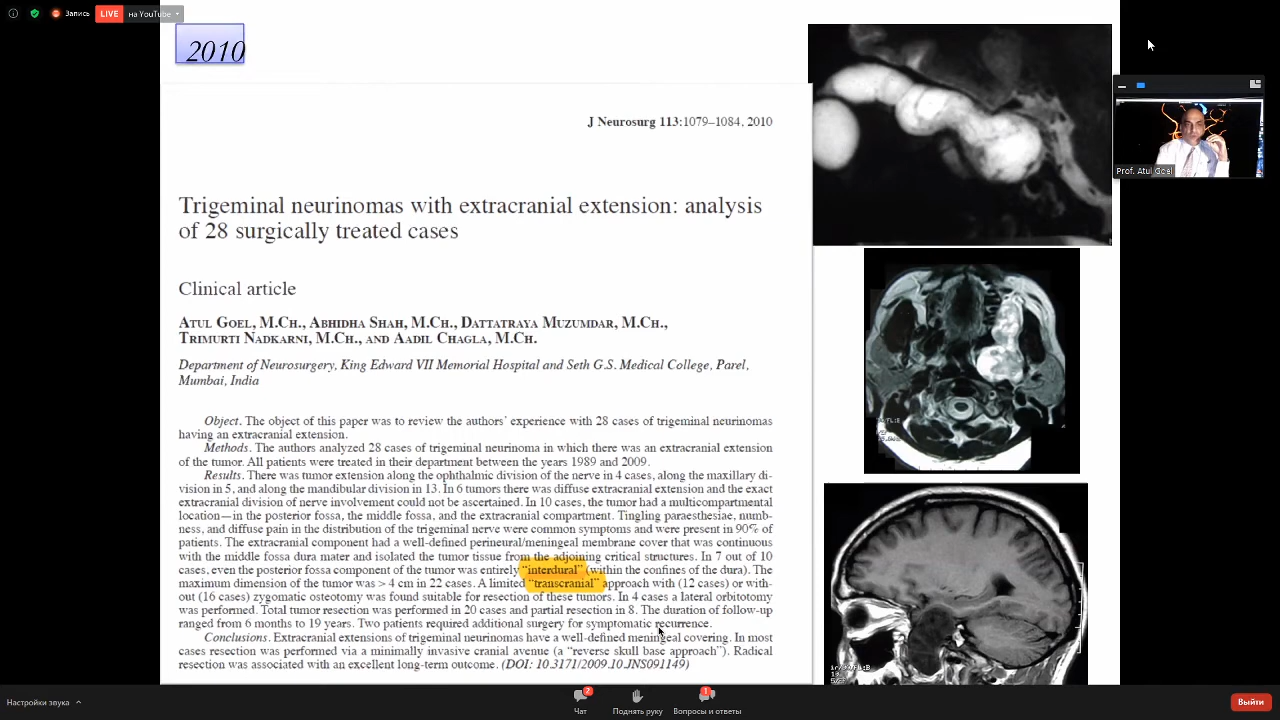 Запись
LIVE
на YouTube
2010
J Neurosurg 113:1079–1084, 2010
Trigeminal neurinomas with extracranial extension: analysis
of 28 surgically treated cases
Clinical article
Atul Goel, M.Ch., Abhidha Shah, M.Ch., Dattatraya Muzumdar, M.Ch.,
Trimurti Nadkarni, M.Ch., and Aadil Chagla, M.Ch.
Department of Neurosurgery, King Edward VII Memorial Hospital and Seth G.S. Medical College, Parel,
Mumbai, India
Object. The object of this paper was to review the authors’ experience with 28 cases of trigeminal neurinomas
having an extracranial extension.
Methods. The authors analyzed 28 cases of trigeminal neurinoma in which there was an extracranial extension
of the tumor. All patients were treated in their department between the years 1989 and 2009.
Results. There was tumor extension along the ophthalmic division of the nerve in 4 cases, along the maxillary di-
vision in 5, and along the mandibular division in 13. In 6 tumors there was diffuse extracranial extension and the exact
extracranial division of nerve involvement could not be ascertained. In 10 cases, the tumor had a multicompartmental
location—in the posterior fossa, the middle fossa, and the extracranial compartment. Tingling paraesthesiae, numb-
ness, and diffuse pain in the distribution of the trigeminal nerve were common symptoms and were present in 90% of
patients. The extracranial component had a well-defined perineural/meningeal membrane cover that was continuous
with the middle fossa dura mater and isolated the tumor tissue from the adjoining critical structures. In 7 out of 10
cases, even the posterior fossa component of the tumor was entirely “interdural” (within the confines of the dura). The
maximum dimension of the tumor was > 4 cm in 22 cases. A limited “transcranial” approach with (12 cases) or with-
out (16 cases) zygomatic osteotomy was found suitable for resection of these tumors. In 4 cases a lateral orbitotomy
was performed. Total tumor resection was performed in 20 cases and partial resection in 8. The duration of follow-up
ranged from 6 months to 19 years. Two patients required additional surgery for symptomatic recurrence.
Conclusions. Extracranial extensions of trigeminal neurinomas have a well-defined meningeal covering. In most
cases resection was performed via a minimally invasive cranial avenue (a “reverse skull base approach”). Radical
resection was associated with an excellent long-term outcome. (DOI: 10.3171/2009.10.JNS091149)
Prof. Atul Goel
Настройки звука
2
Чат
Поднять руку
1
Вопросы и ответы
Выйти